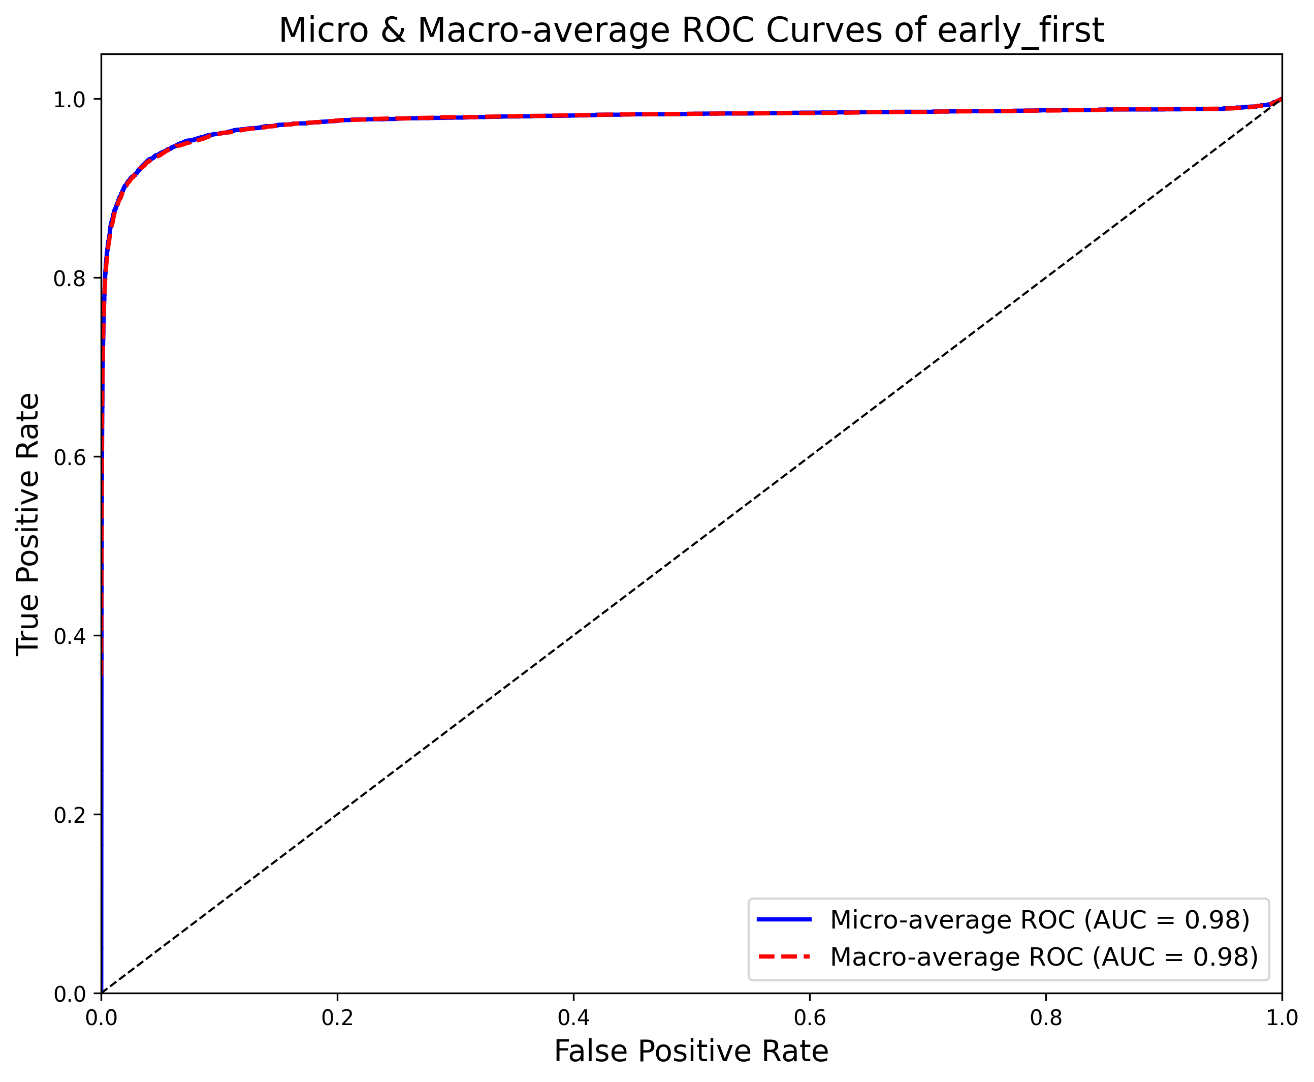 Micro & Macro-average ROC Curves of early_first
True Positive Rate
1.0
0.8
0.6
0.4
0.2
0.0
Micro-average ROC (AUC = 0.98)
Macro-average ROC (AUC = 0.98)
0.0 0.2 0.4 0.6 0.8 1.0
False Positive Rate